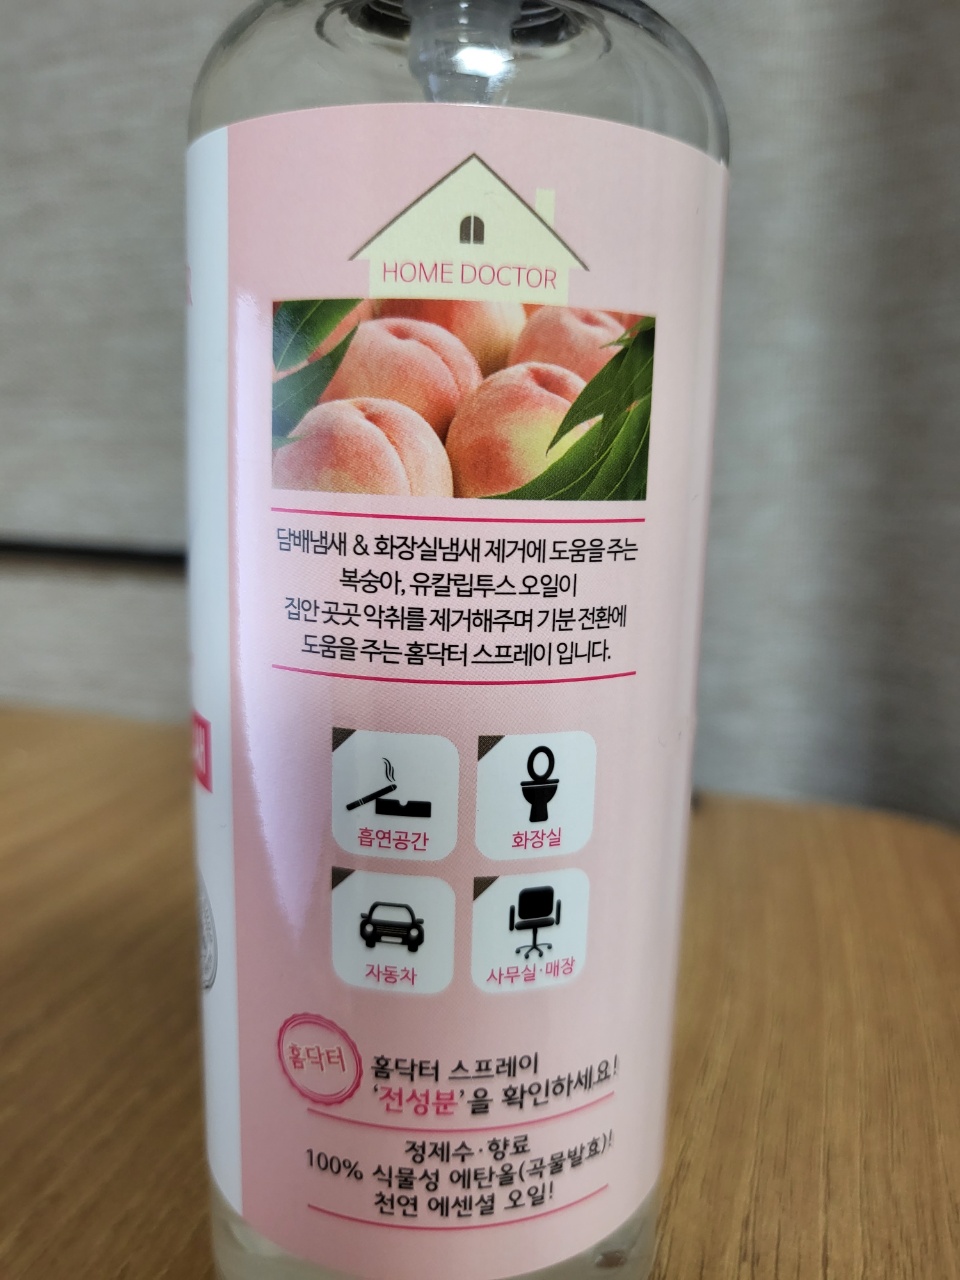 HOME DOCTOR
담배냄새 & 화장실냄새 제거에 도움을 주는
복숭아, 유칼립투스 오일이
집안 곳곳 악취를 제거해주며 기분 전환에
도움을 주는 홈닥터 스프레이 입니다.
흡연공간
화장실
자동차
사무실·매장
홈닥터
홈닥터 스프레이
‘전성분’을 확인하세요!
정제수·향료
100% 식물성 에탄올(곡물발효)!
천연 에센셜 오일!